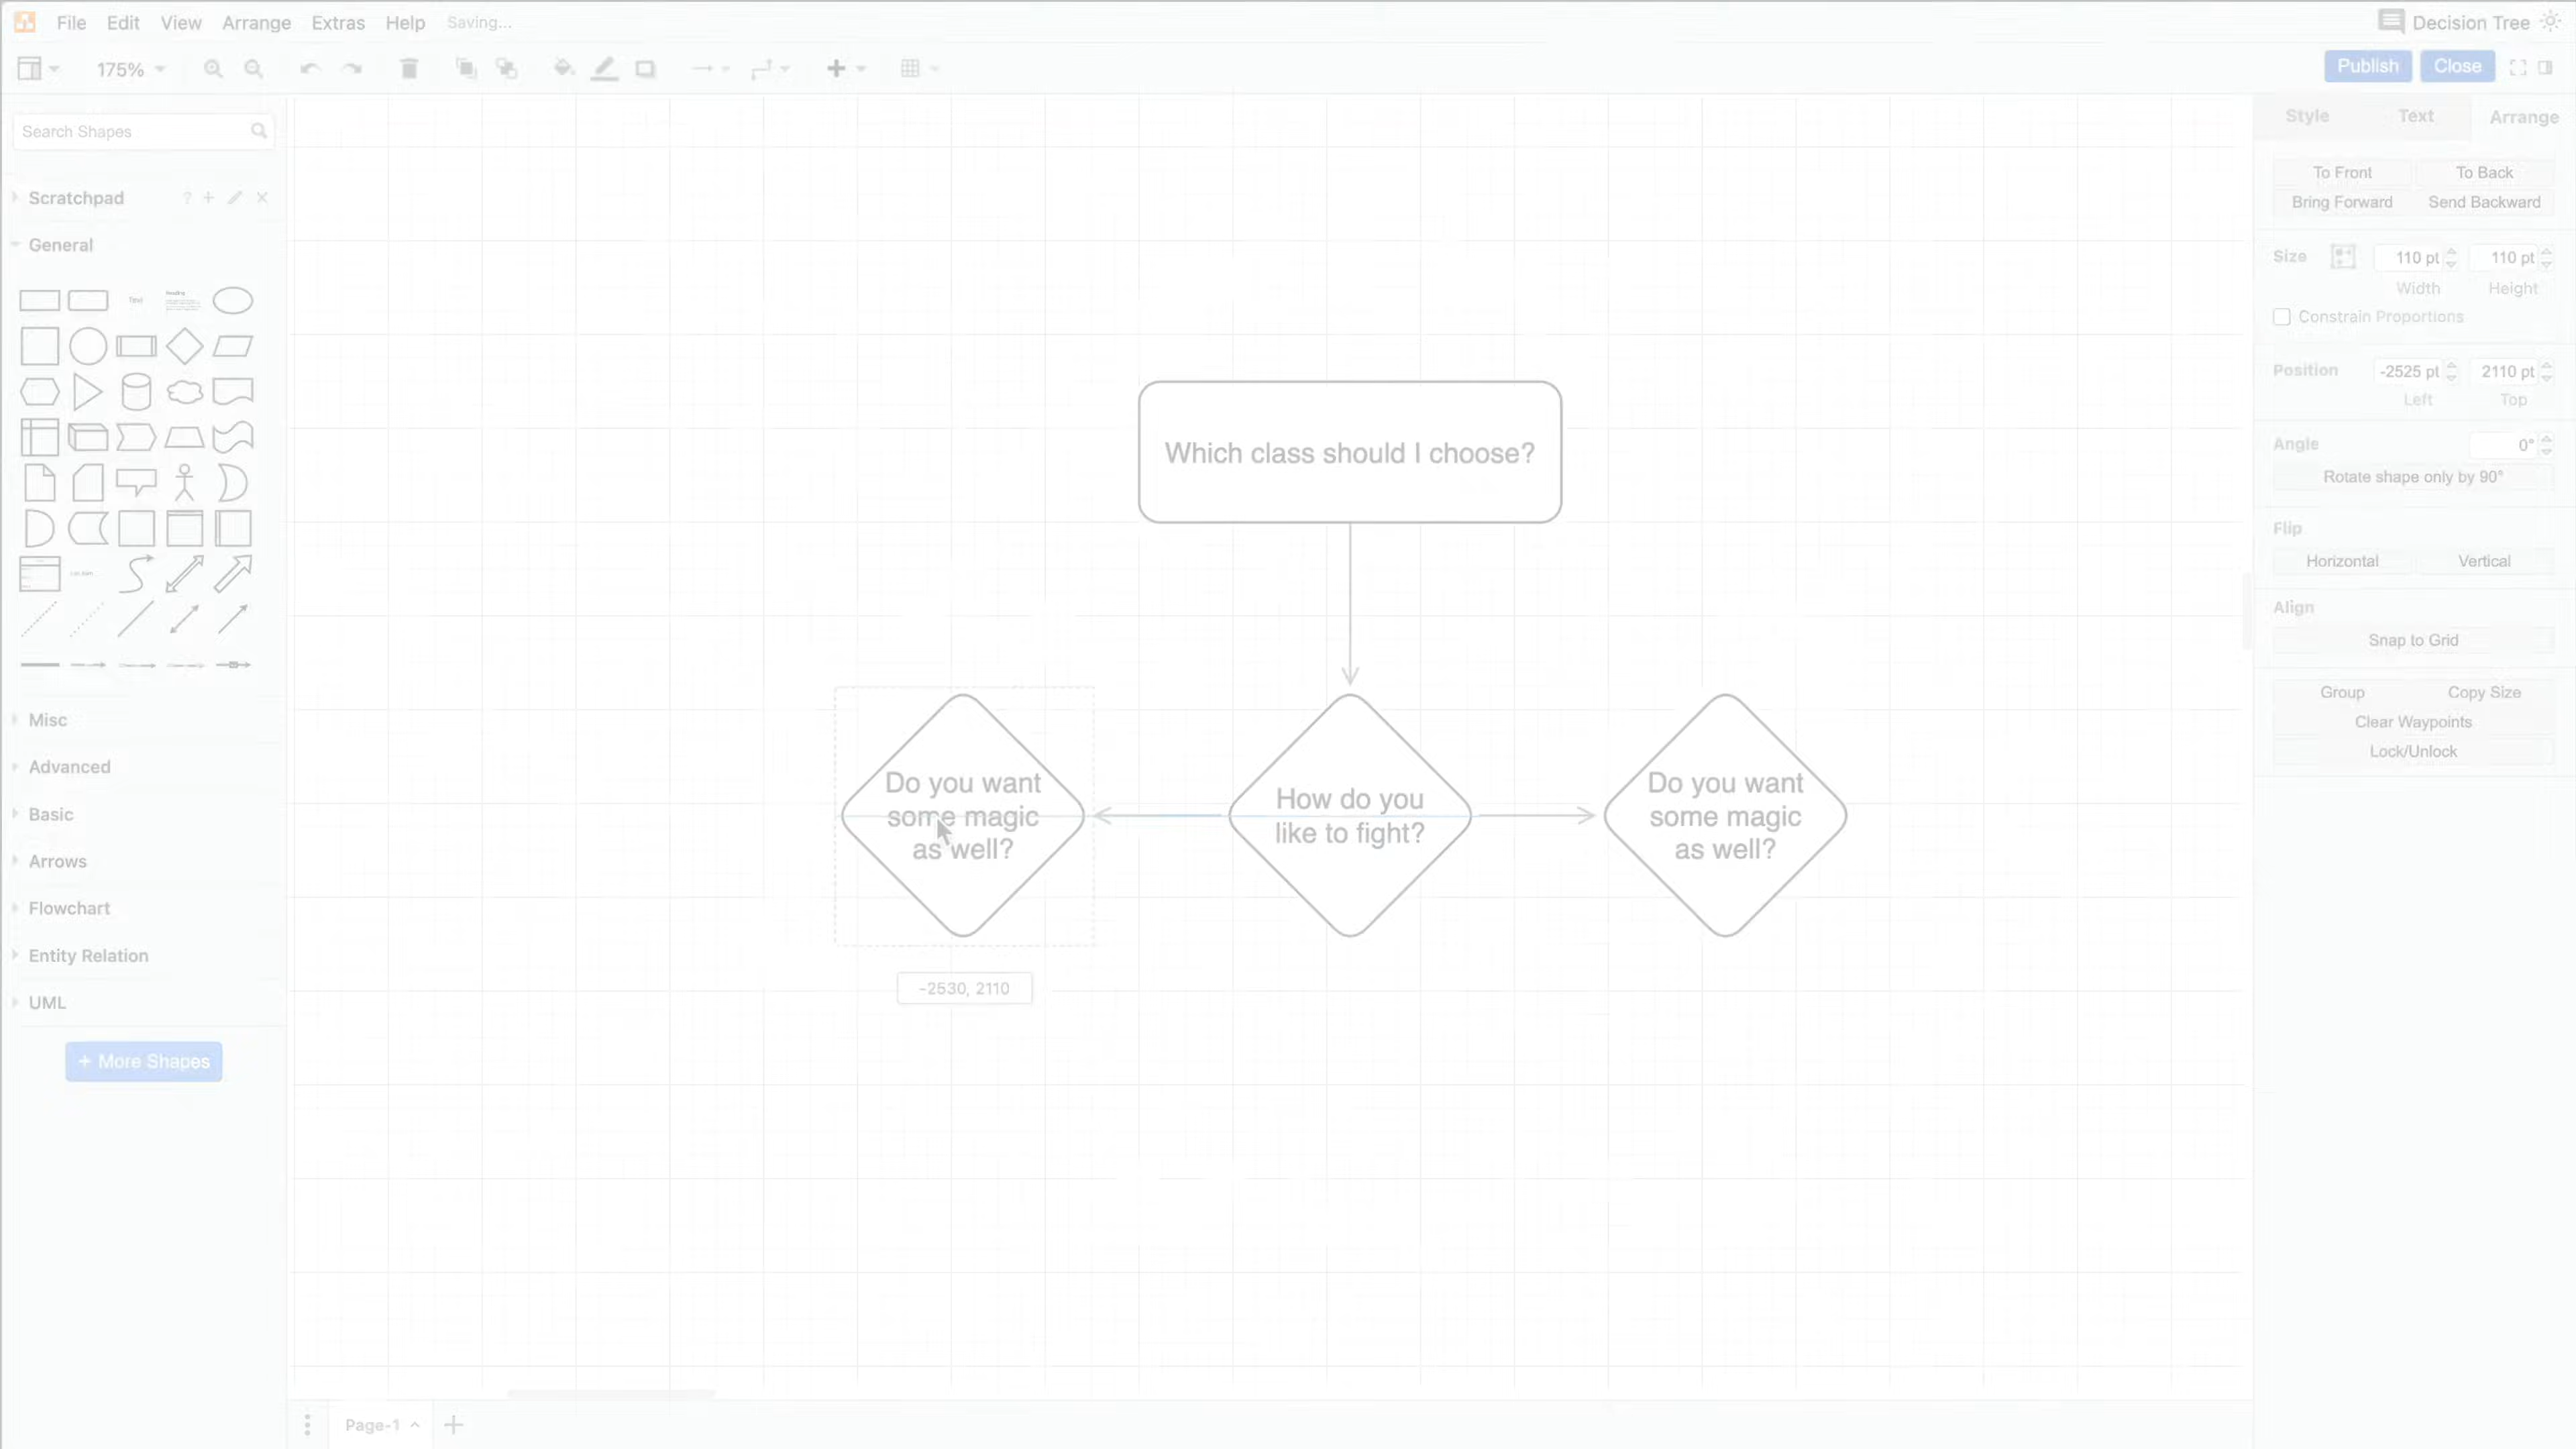 File Edit View Arrange Extras Help Saving...
Decision Tree
175%
Publish Close
Search Shapes
Scratchpad ?
General
Text
Heading
Misc
Advanced
Basic
Arrows
Flowchart
Entity Relation
UML
+ More Shapes
Which class should I choose?
Do you want
some magic
as well?
How do you
like to fight?
Do you want
some magic
as well?
-2530, 2110
Page-1
Style Text Arrange
To Front To Back
Bring Forward Send Backward
Size 110 pt 110 pt
Width Height
Constrain Proportions
Position -2525 pt 2110 pt
Left Top
Angle 0°
Rotate shape only by 90°
Flip
Horizontal Vertical
Align
Snap to Grid
Group Copy Size
Clear Waypoints
Lock/Unlock